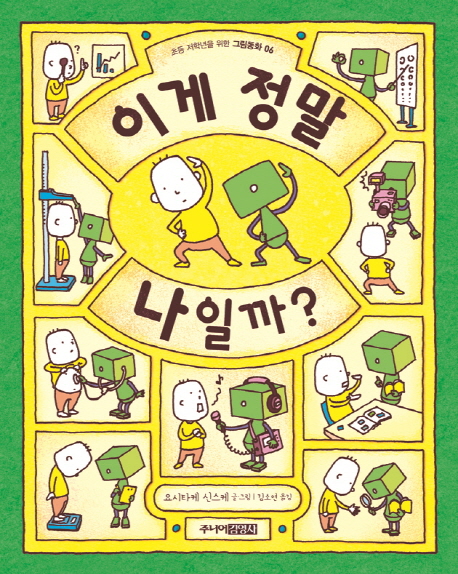 초등 저학년을 위한 그림동화 06
이게 정말
나일까?
요시타케 신스케 글·그림 | 김소연 옮김
주니어김영사